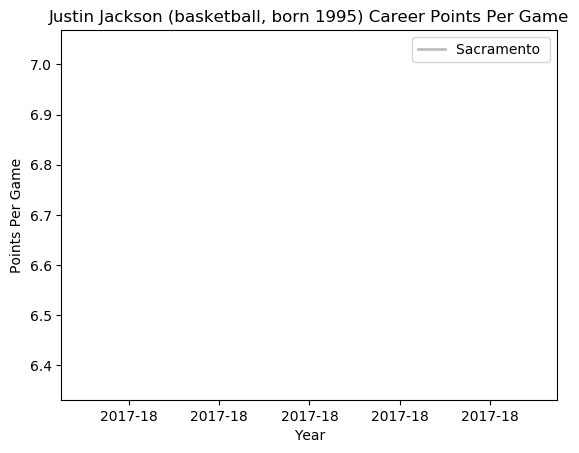 Justin Jackson (basketball, born 1995) Career Points Per Game
Sacramento
7.0
6.9
6.8
6.7
6.6
6.5
6.4
Points Per Game
2017-18 2017-18 2017-18 2017-18 2017-18
Year